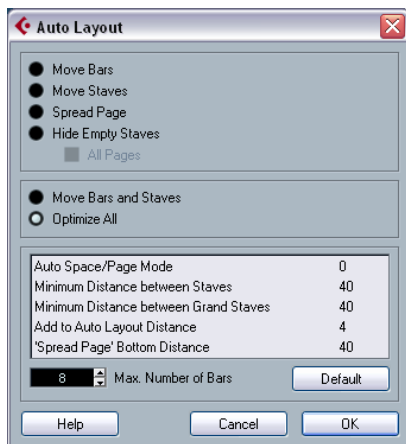 Auto Layout
Move Bars
Move Staves
Spread Page
Hide Empty Staves
All Pages
Move Bars and Staves
Optimize All
Auto Space/Page Mode 0
Minimum Distance between Staves 40
Minimum Distance between Grand Staves 40
Add to Auto Layout Distance 4
'Spread Page' Bottom Distance 40
8 Max. Number of Bars Default
Help Cancel OK